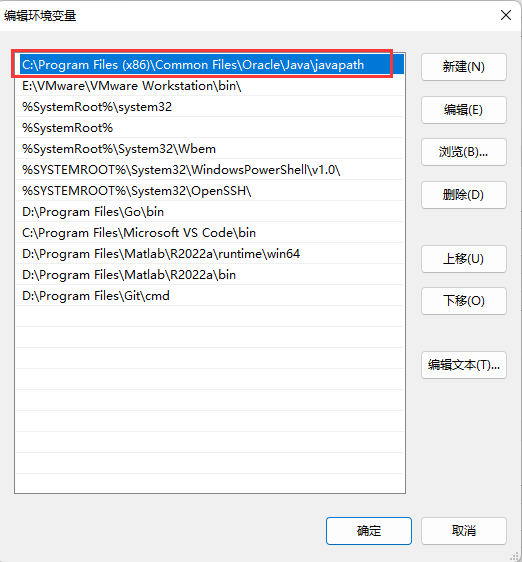 编辑环境变量
C:\Program Files (x86)\Common Files\Oracle\Java\javapath
E:\VMware\VMware Workstation\bin\
%SystemRoot%\system32
%SystemRoot%
%SystemRoot%\System32\Wbem
%SYSTEMROOT%\System32\WindowsPowerShell\v1.0\
%SYSTEMROOT%\System32\OpenSSH\
D:\Program Files\Go\bin
C:\Program Files\Microsoft VS Code\bin
D:\Program Files\Matlab\R2022a\runtime\win64
D:\Program Files\Matlab\R2022a\bin
D:\Program Files\Git\cmd
新建(N)
编辑(E)
浏览(B)...
删除(D)
上移(U)
下移(O)
编辑文本(T)...
确定
取消